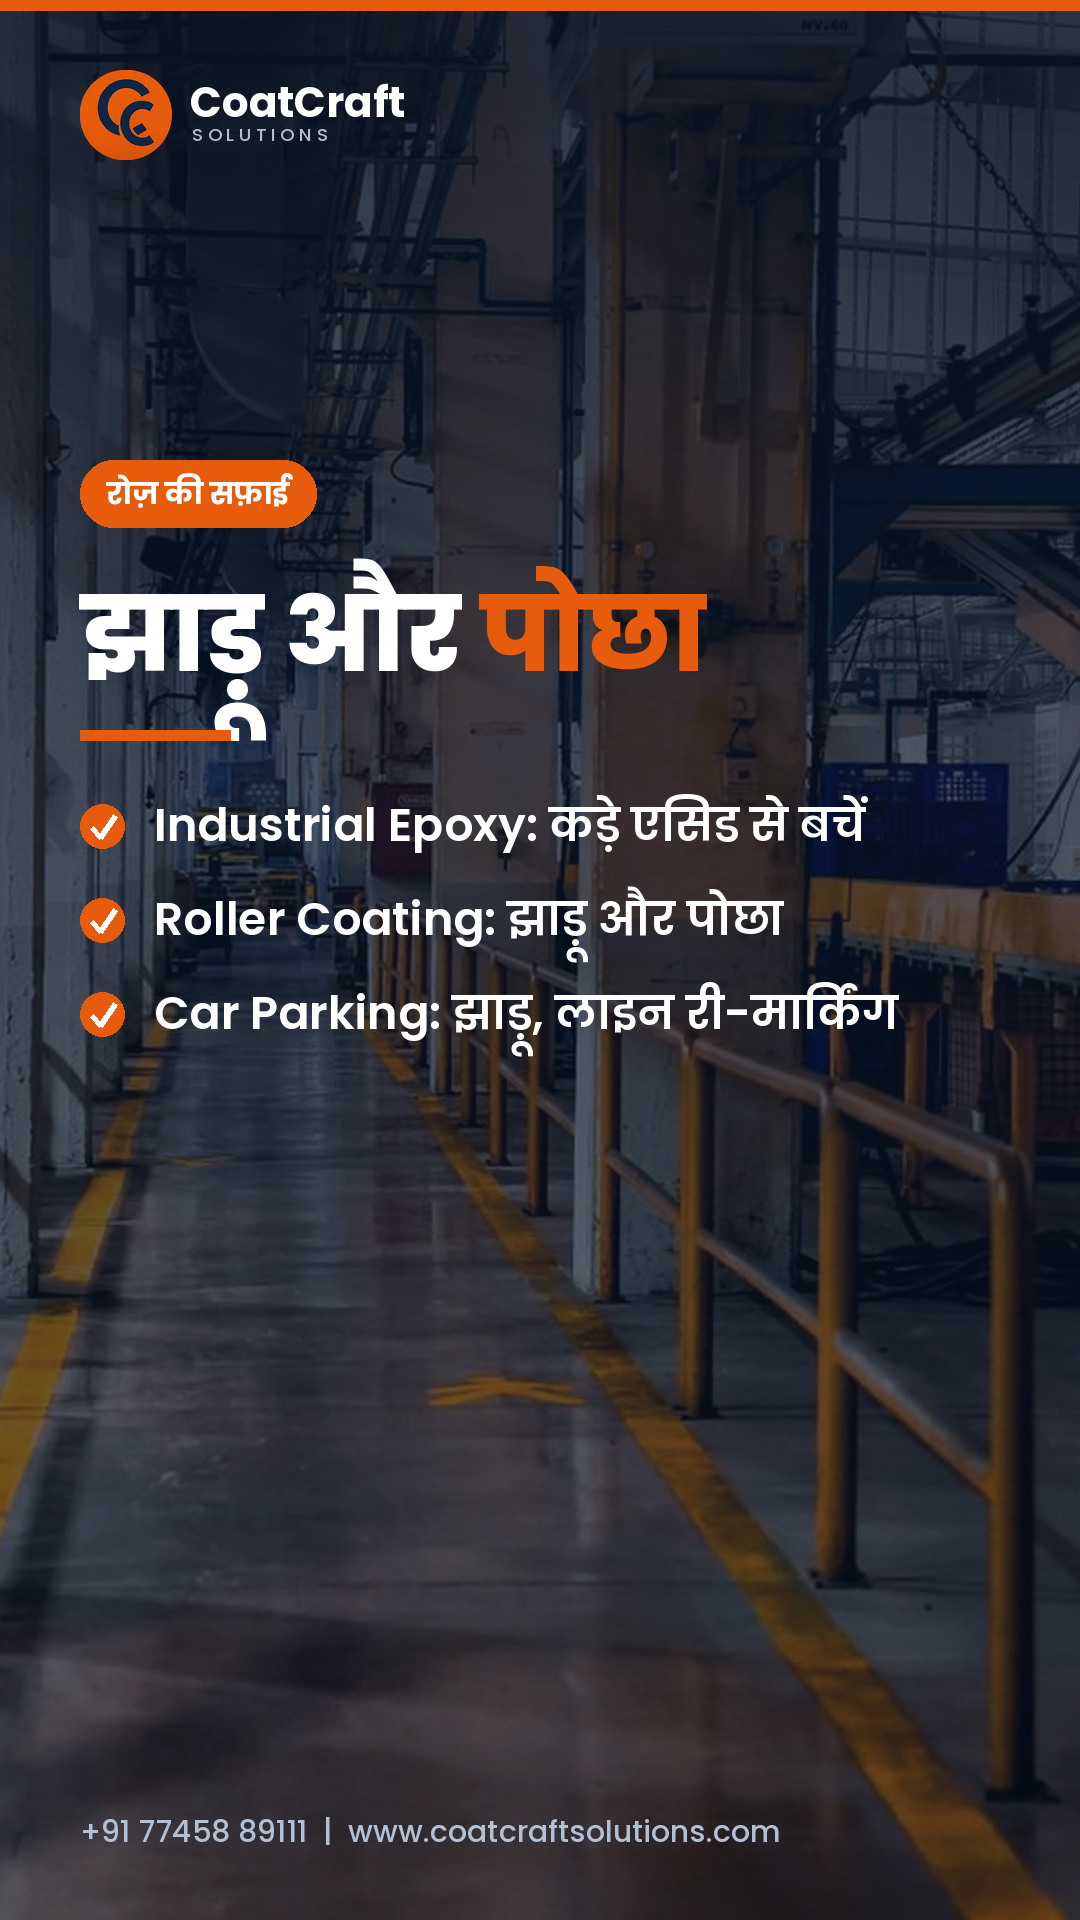 NVs60
CoatCraft
SOLUTIONS
रोज़ की सफ़ाई
झाड़ू और पोछा
Industrial Epoxy: कड़े एसिड से बचें
Roller Coating: झाड़ू और पोछा
Car Parking: झाड़ू, लाइन री-मार्किंग
+91 77458 89111 | www.coatcraftsolutions.com